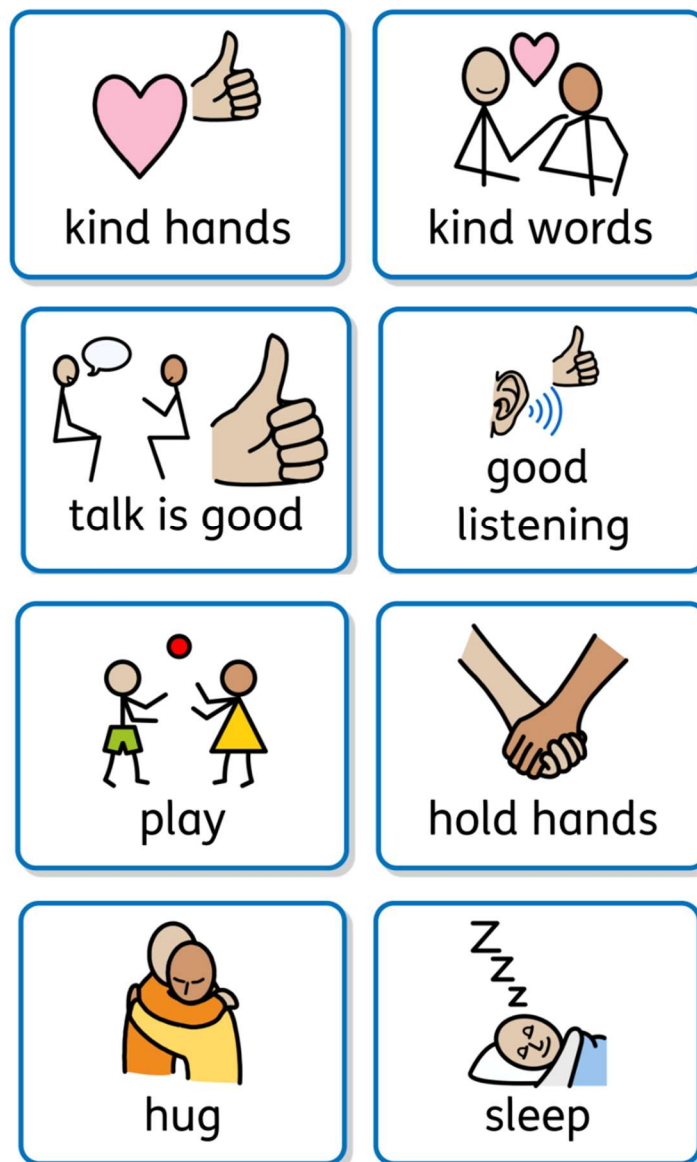 kind hands
kind words
talk is good
good
listening
play
hold hands
Z
Z
Z
hug
sleep